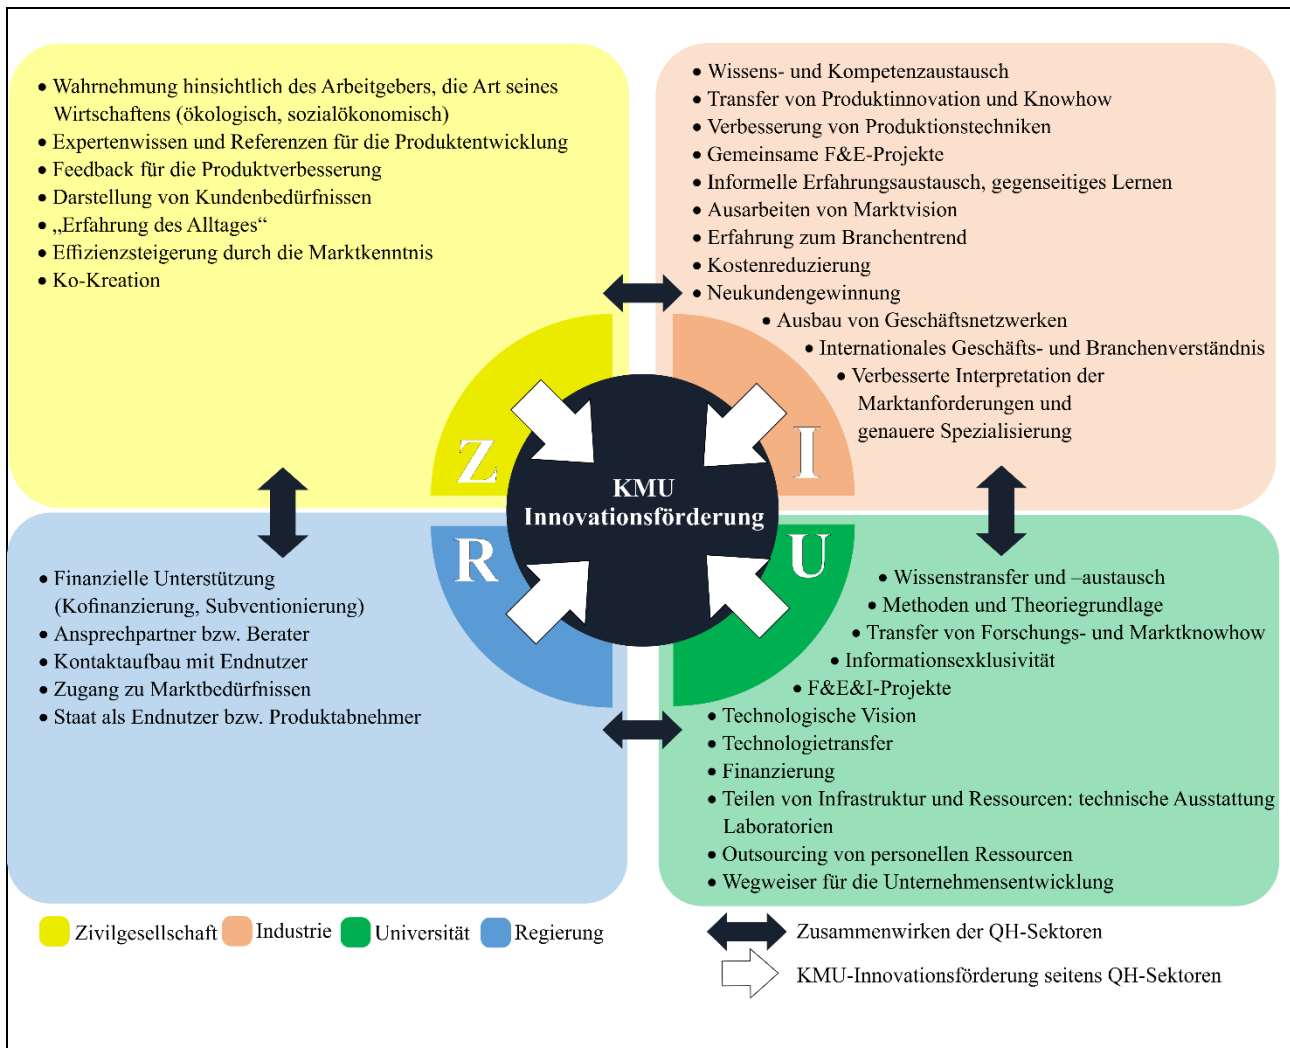 • Wahrnehmung hinsichtlich des Arbeitgebers, die Art seines
Wirtschaftens (ökologisch, sozialökonomisch)
• Expertenwissen und Referenzen für die Produktentwicklung
• Feedback für die Produktverbesserung
• Darstellung von Kundenbedürfnissen
• „Erfahrung des Alltages“
• Effizienzsteigerung durch die Marktkenntnis
• Ko-Kreation
• Wissens- und Kompetenzaustausch
• Transfer von Produktinnovation und Knowhow
• Verbesserung von Produktionstechniken
• Gemeinsame F&E-Projekte
• Informelle Erfahrungsaustausch, gegenseitiges Lernen
• Ausarbeiten von Marktvision
• Erfahrung zum Branchentrend
• Kostenreduzierung
• Neukundengewinnung
• Ausbau von Geschäftsnetzwerken
• Internationales Geschäfts- und Branchenverständnis
• Verbesserte Interpretation der
Marktanforderungen und
genauere Spezialisierung
Z
I
KMU
Innovationsförderung
R
U
• Finanzielle Unterstützung
(Kofinanzierung, Subventionierung)
• Ansprechpartner bzw. Berater
• Kontaktaufbau mit Endnutzer
• Zugang zu Marktbedürfnissen
• Staat als Endnutzer bzw. Produktabnehmer
• Wissenstransfer und –austausch
• Methoden und Theoriegrundlage
• Transfer von Forschungs- und Marktknowhow
• Informationsexklusivität
• F&E&I-Projekte
• Technologische Vision
• Technologietransfer
• Finanzierung
• Teilen von Infrastruktur und Ressourcen: technische Ausstattung
Laboratorien
• Outsourcing von personellen Ressourcen
• Wegweiser für die Unternehmensentwicklung
Zivilgesellschaft Industrie Universität Regierung
Zusammenwirken der QH-Sektoren
KMU-Innovationsförderung seitens QH-Sektoren